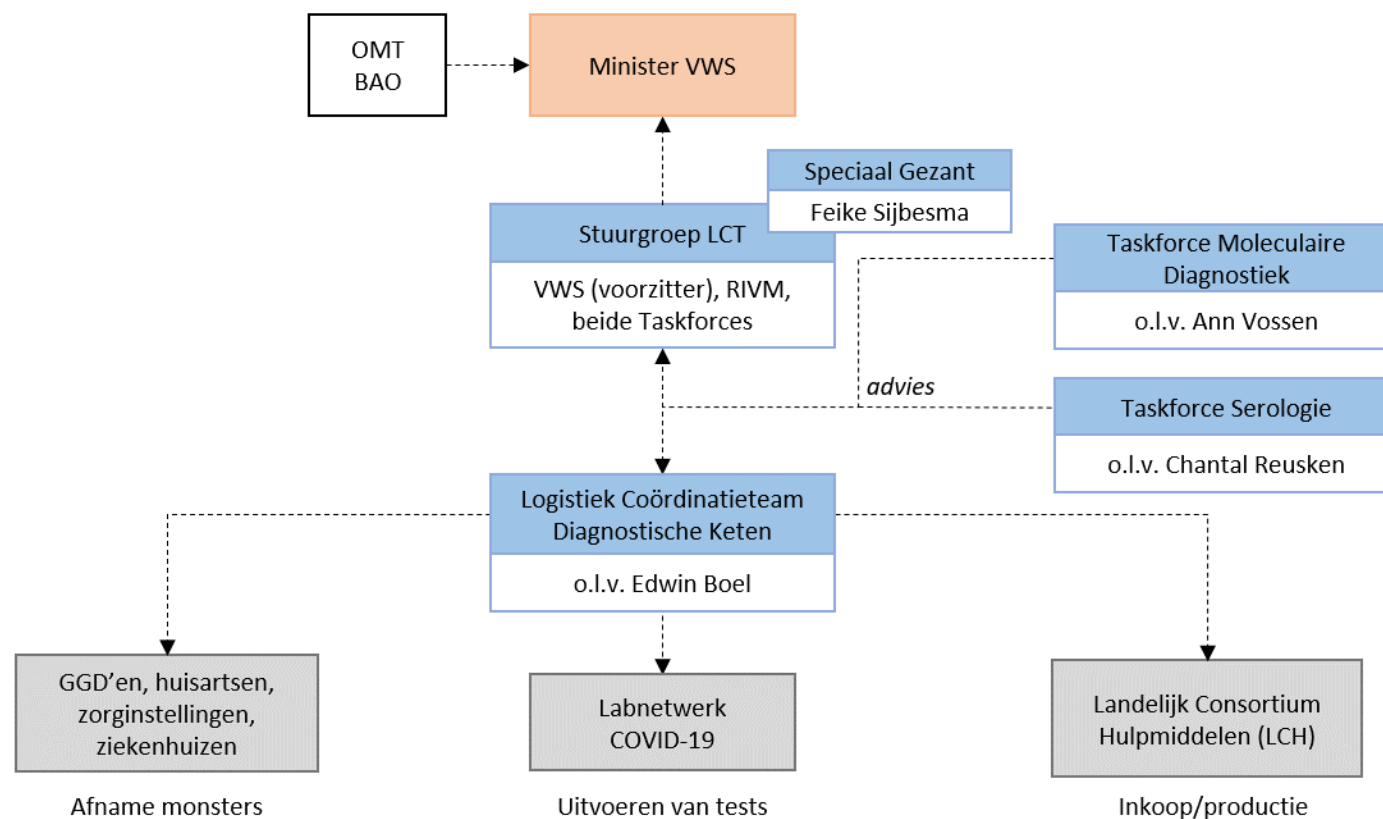 OMT
BAO
Minister VWS
Speciaal Gezant
Feike Sijbesma
Stuurgroep LCT
VWS (voorzitter), RIVM,
beide Taskforces
Taskforce Moleculaire
Diagnostiek
o.l.v. Ann Vossen
advies
Taskforce Serologie
o.l.v. Chantal Reusken
Logistiek Coördinatieteam
Diagnostische Keten
o.l.v. Edwin Boel
GGD’en, huisartsen,
zorginstellingen,
ziekenhuizen
Labnetwerk
COVID-19
Landelijk Consortium
Hulpmiddelen (LCH)
Afname monsters
Uitvoeren van tests
Inkoop/productie